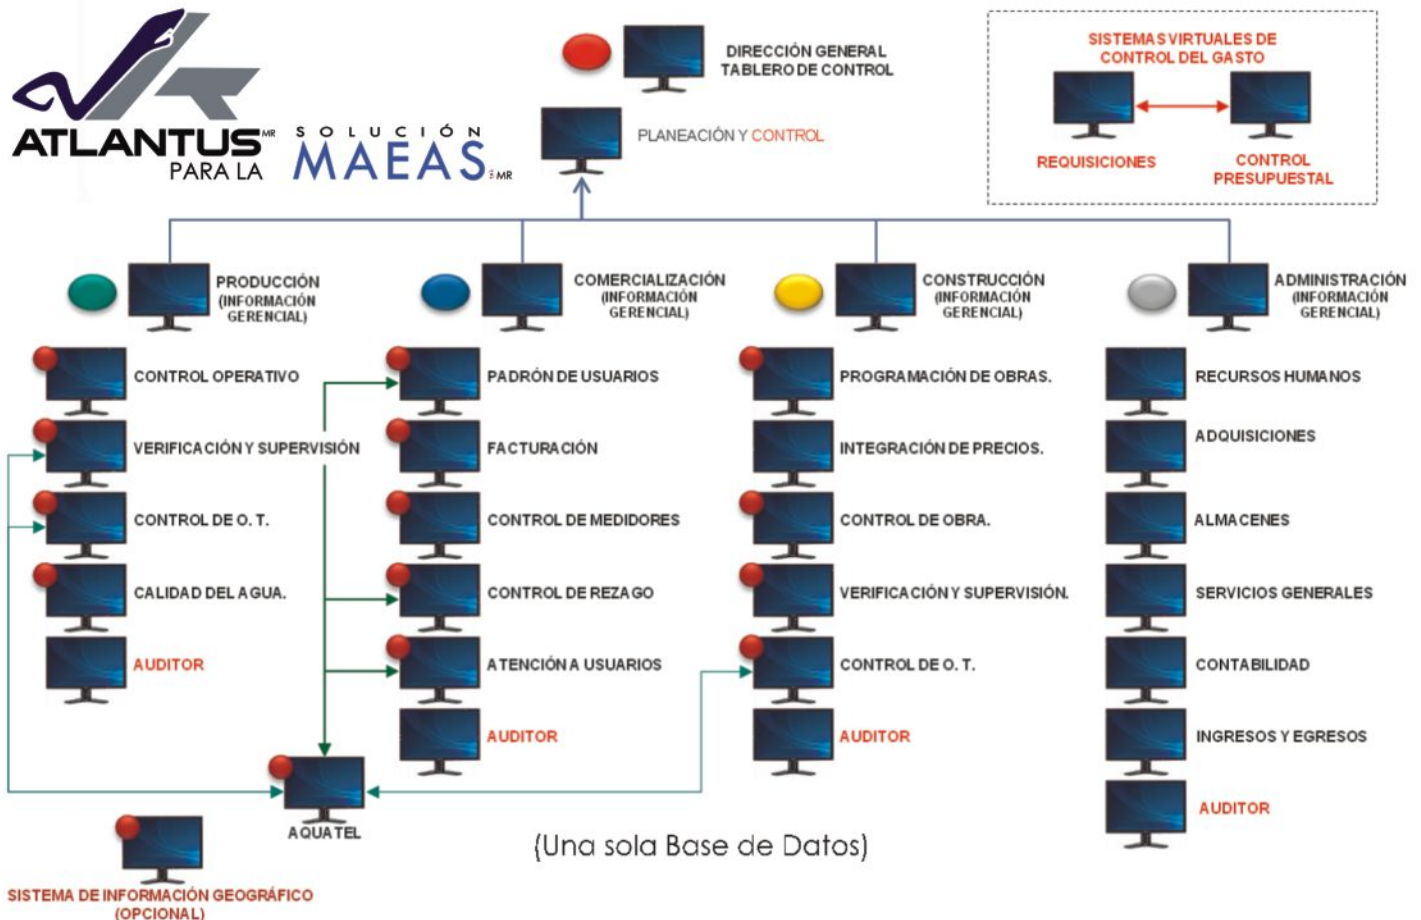 DIRECCIÓN GENERAL
TABLERO DE CONTROL
SISTEMAS VIRTUALES DE
CONTROL DEL GASTO
REQUISICIONES
CONTROL
PRESUPUESTAL
ATLANTUS MR
PARA LA
SOLUCIÓN
MAEAS MR
PLANEACIÓN Y CONTROL
PRODUCCIÓN
(INFORMACIÓN
GERENCIAL)
COMERCIALIZACIÓN
(INFORMACIÓN
GERENCIAL)
CONSTRUCCIÓN
(INFORMACIÓN
GERENCIAL)
ADMINISTRACIÓN
(INFORMACIÓN
GERENCIAL)
CONTROL OPERATIVO
VERIFICACIÓN Y SUPERVISIÓN
CONTROL DE O. T.
CALIDAD DEL AGUA.
AUDITOR
PADRÓN DE USUARIOS
FACTURACIÓN
CONTROL DE MEDIDORES
CONTROL DE REZAGO
ATENCIÓN A USUARIOS
AUDITOR
PROGRAMACIÓN DE OBRAS.
INTEGRACIÓN DE PRECIOS.
CONTROL DE OBRA.
VERIFICACIÓN Y SUPERVISIÓN.
CONTROL DE O. T.
AUDITOR
RECURSOS HUMANOS
ADQUISICIONES
ALMACENES
SERVICIOS GENERALES
CONTABILIDAD
INGRESOS Y EGRESOS
AUDITOR
AQUATEL
(Una sola Base de Datos)
SISTEMA DE INFORMACIÓN GEOGRÁFICO
(OPCIONAL)